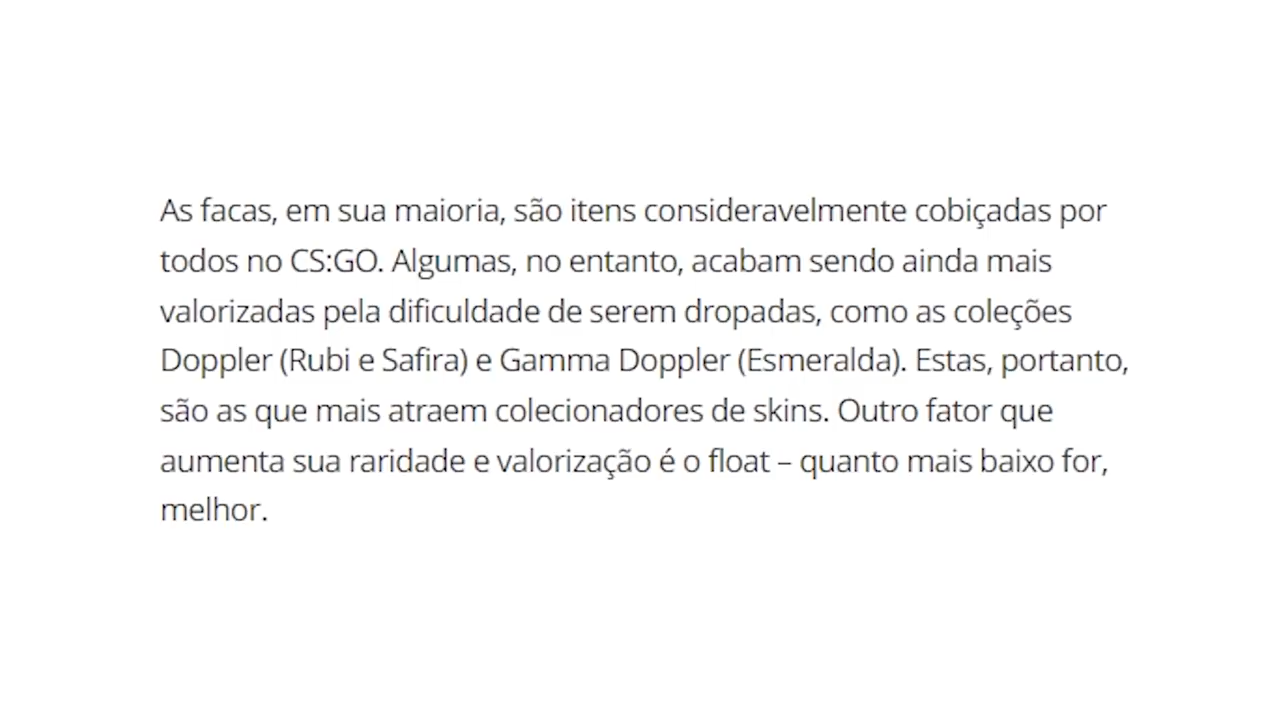 As facas, em sua maioria, são itens consideravelmente cobiçadas por
todos no CS:GO. Algumas, no entanto, acabam sendo ainda mais
valorizadas pela dificuldade de serem dropadas, como as coleções
Doppler (Rubi e Safira) e Gamma Doppler (Esmeralda). Estas, portanto,
são as que mais atraem colecionadores de skins. Outro fator que
aumenta sua raridade e valorização é o float – quanto mais baixo for,
melhor.